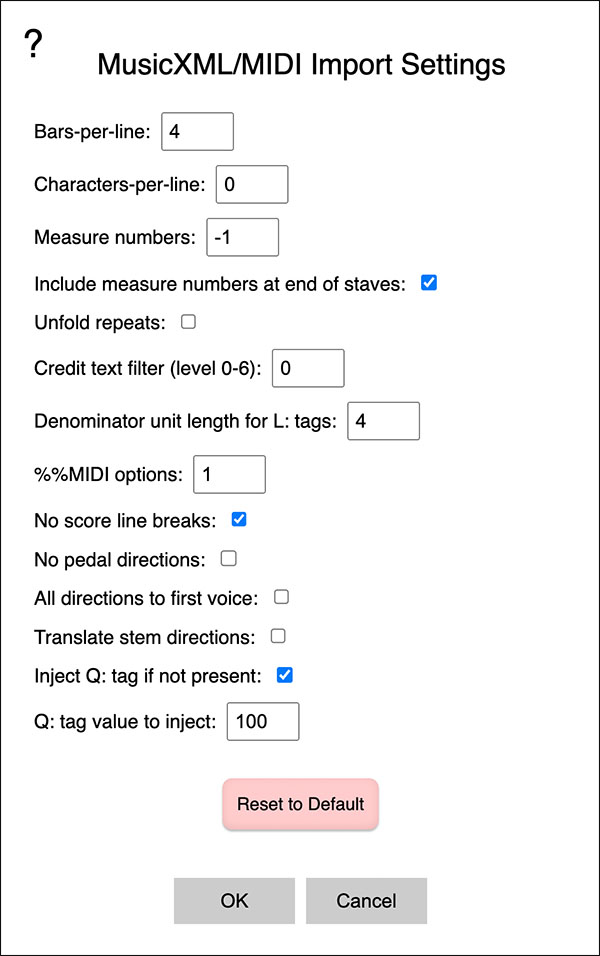 ?
MusicXML/MIDI Import Settings
Bars-per-line: 4
Characters-per-line: 0
Measure numbers: -1
Include measure numbers at end of staves:
Unfold repeats:
Credit text filter (level 0-6): 0
Denominator unit length for L: tags: 4
%%MIDI options: 1
No score line breaks:
No pedal directions:
All directions to first voice:
Translate stem directions:
Inject Q: tag if not present:
Q: tag value to inject: 100
Reset to Default
OK Cancel